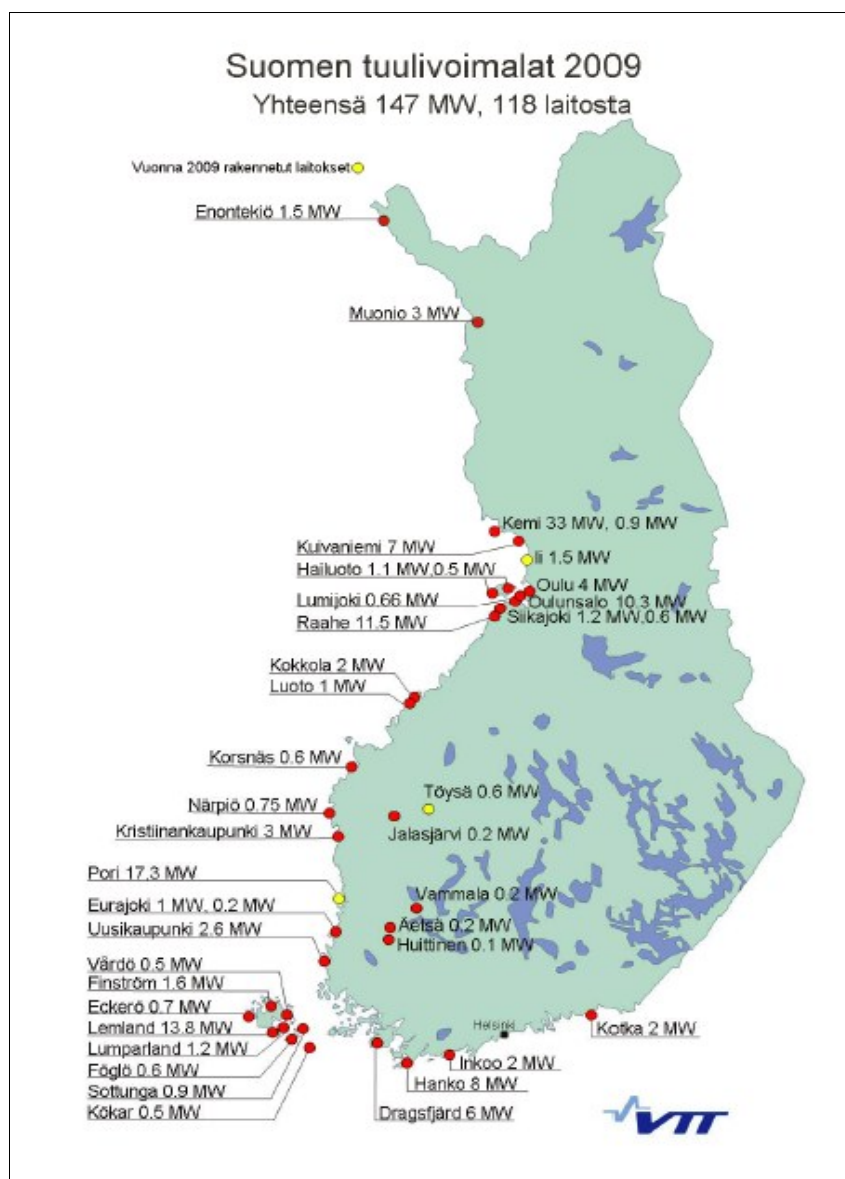 Suomen tuulivoimalat 2009
Yhteensä 147 MW, 118 laitosta
Vuonna 2009 rakennetut laitokset
Enontekiö 1.5 MW
Muonio 3 MW
Kemi 33 MW, 0.9 MW
Kuivaniemi 7 MW
Ii 1.5 MW
Hailuoto 1.1 MW,0.5 MW
Oulu 4 MW
Lumijoki 0.66 MW
Oulunsalo 10.3 MW
Raahe 11.5 MW
Siikajoki 1.2 MW,0.6 MW
Kokkola 2 MW
Luoto 1 MW
Korsnäs 0.6 MW
Töysä 0.6 MW
Närpiö 0.75 MW
Jalasjärvi 0.2 MW
Kristiinankaupunki 3 MW
Pori 17,3 MW
Vammala 0.2 MW
Eurajoki 1 MW, 0.2 MW
Äetsä 0.2 MW
Uusikaupunki 2.6 MW
Huittinen 0.1 MW
Vårdö 0.5 MW
Finström 1.6 MW
Eckerö 0.7 MW
Lemland 13.8 MW
Lumparland 1.2 MW
Föglö 0.6 MW
Sottunga 0.9 MW
Kökar 0.5 MW
Helsinki
Kotka 2 MW
Inkoo 2 MW
Hanko 8 MW
Dragsfjärd 6 MW
VTT